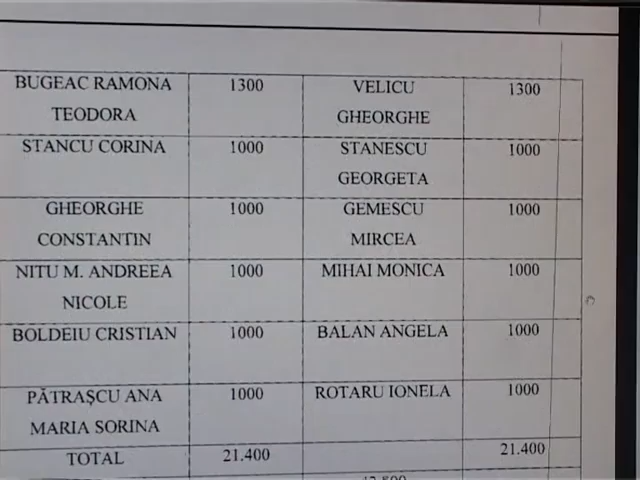 BUGEAC RAMONA TEODORA 1300 VELICU GHEORGHE 1300
STANCU CORINA 1000 STANESCU GEORGETA 1000
GHEORGHE CONSTANTIN 1000 GEMESCU MIRCEA 1000
NITU M. ANDREEA NICOLE 1000 MIHAI MONICA 1000
BOLDEIU CRISTIAN 1000 BALAN ANGELA 1000
PĂTRAȘCU ANA MARIA SORINA 1000 ROTARU IONELA 1000
TOTAL 21.400 21.400